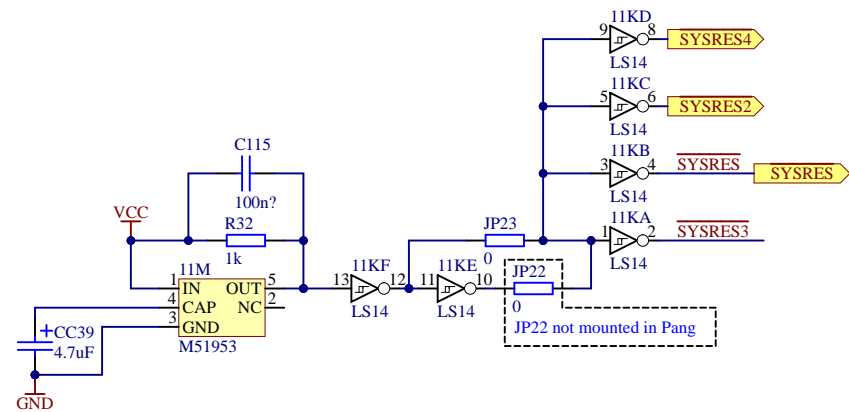 11KD
9 8 SYSRES4
LS14
11KC
5 6 SYSRES2
LS14
C115
11KB
3 4 SYSRES SYSRES
100n?
LS14
VCC
R32
JP23
11KA
1 2 SYSRES3
1k
0
LS14
11M
11KF
11KE
JP22
1 IN OUT 5
13 12
11 10
4 CAP NC 2
LS14
LS14
0
3 GND
+ CC39
4.7uF
M51953
JP22 not mounted in Pang
GND